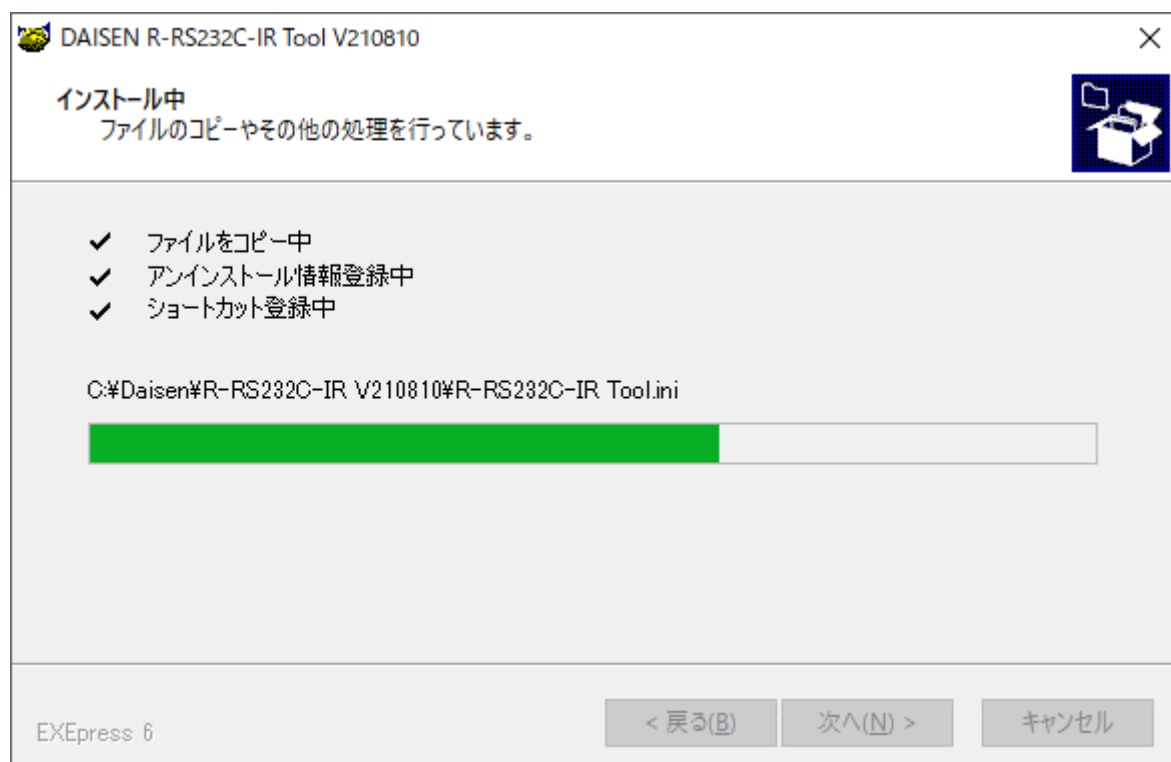 DAISEN R-RS232C-IR Tool V210810
インストール中
ファイルのコピーやその他の処理を行っています。
ファイルをコピー中
アンインストール情報登録中
ショートカット登録中
C:¥Daisen¥R-RS232C-IR V210810¥R-RS232C-IR Tool.ini
EXEpress 6
< 戻る(B)
次へ(N) >
キャンセル